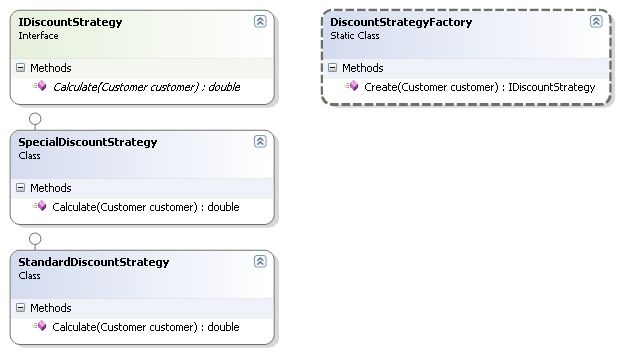 IDiscountStrategy
Interface
Methods
Calculate(Customer customer) : double
SpecialDiscountStrategy
Class
Methods
Calculate(Customer customer) : double
StandardDiscountStrategy
Class
Methods
Calculate(Customer customer) : double
DiscountStrategyFactory
Static Class
Methods
Create(Customer customer) : IDiscountStrategy